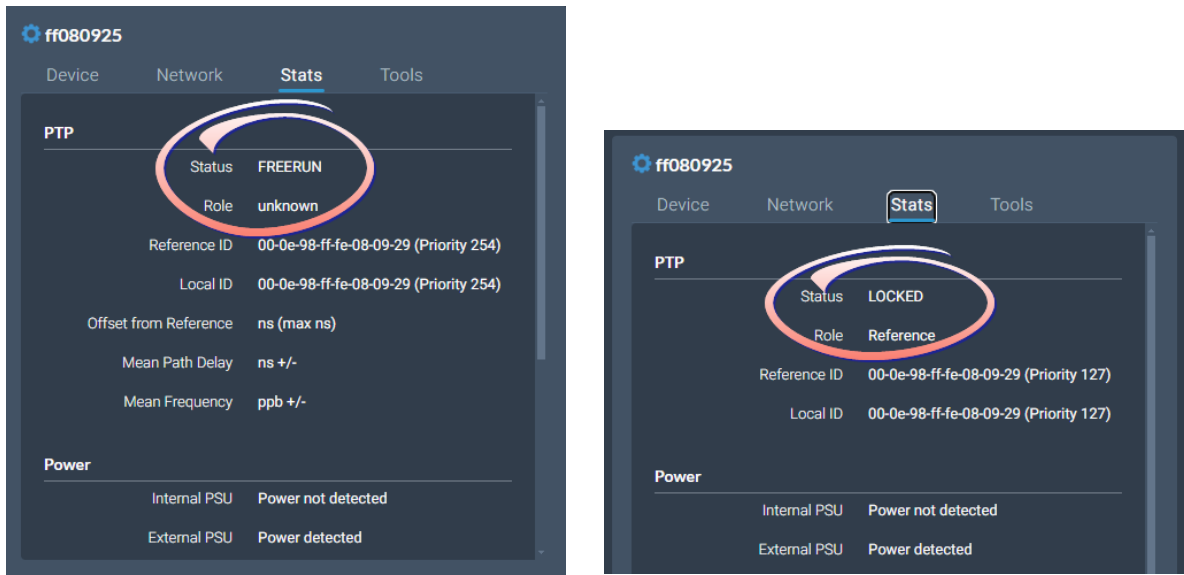 ff080925
Device Network Stats Tools
PTP
Status FREERUN
Role unknown
Reference ID 00-0e-98-ff-fe-08-09-29 (Priority 254)
Local ID 00-0e-98-ff-fe-08-09-29 (Priority 254)
Offset from Reference ns (max ns)
Mean Path Delay ns +/-
Mean Frequency ppb +/-
Power
Internal PSU Power not detected
External PSU Power detected
ff080925
Device Network Stats Tools
PTP
Status LOCKED
Role Reference
Reference ID 00-0e-98-ff-fe-08-09-29 (Priority 127)
Local ID 00-0e-98-ff-fe-08-09-29 (Priority 127)
Power
Internal PSU Power not detected
External PSU Power detected